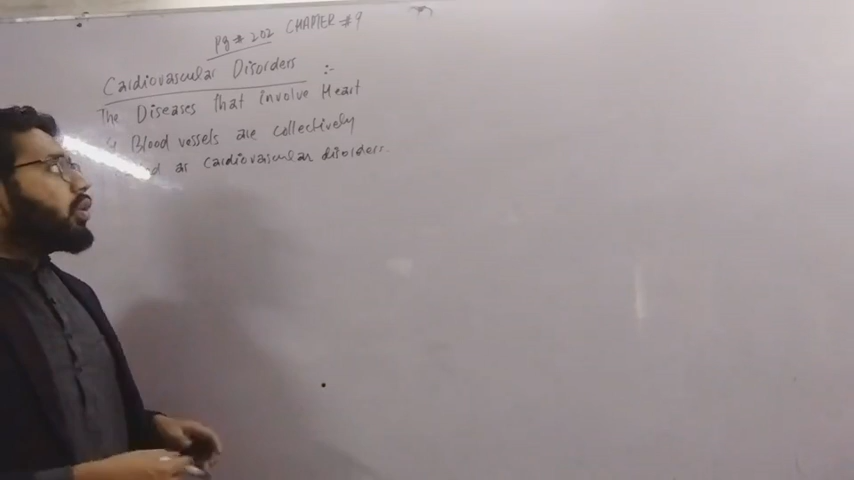 Pg # 202 CHAPTER # 9
Cardiovascular Disorders :-
The Diseases that involve Heart
& Blood vessels are collectively
as cardiovascular disorders.